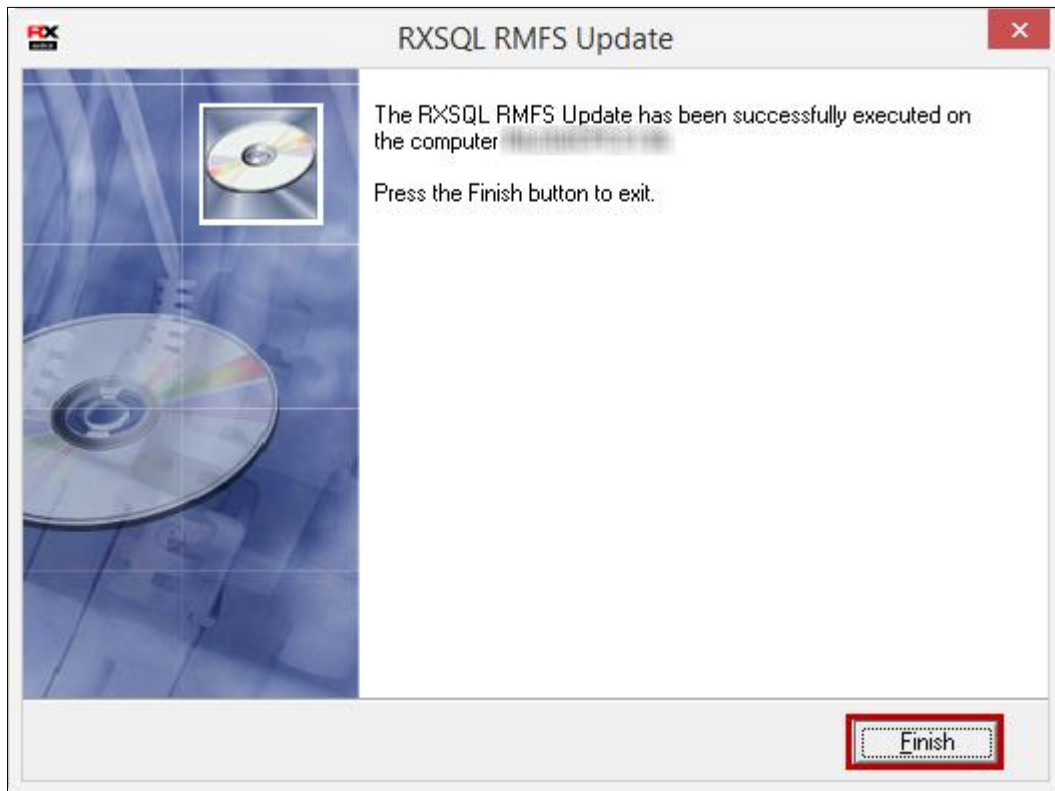 RX
RXSQL RMFS Update
The RXSQL RMFS Update has been successfully executed on
the computer
Press the Finish button to exit.
Finish